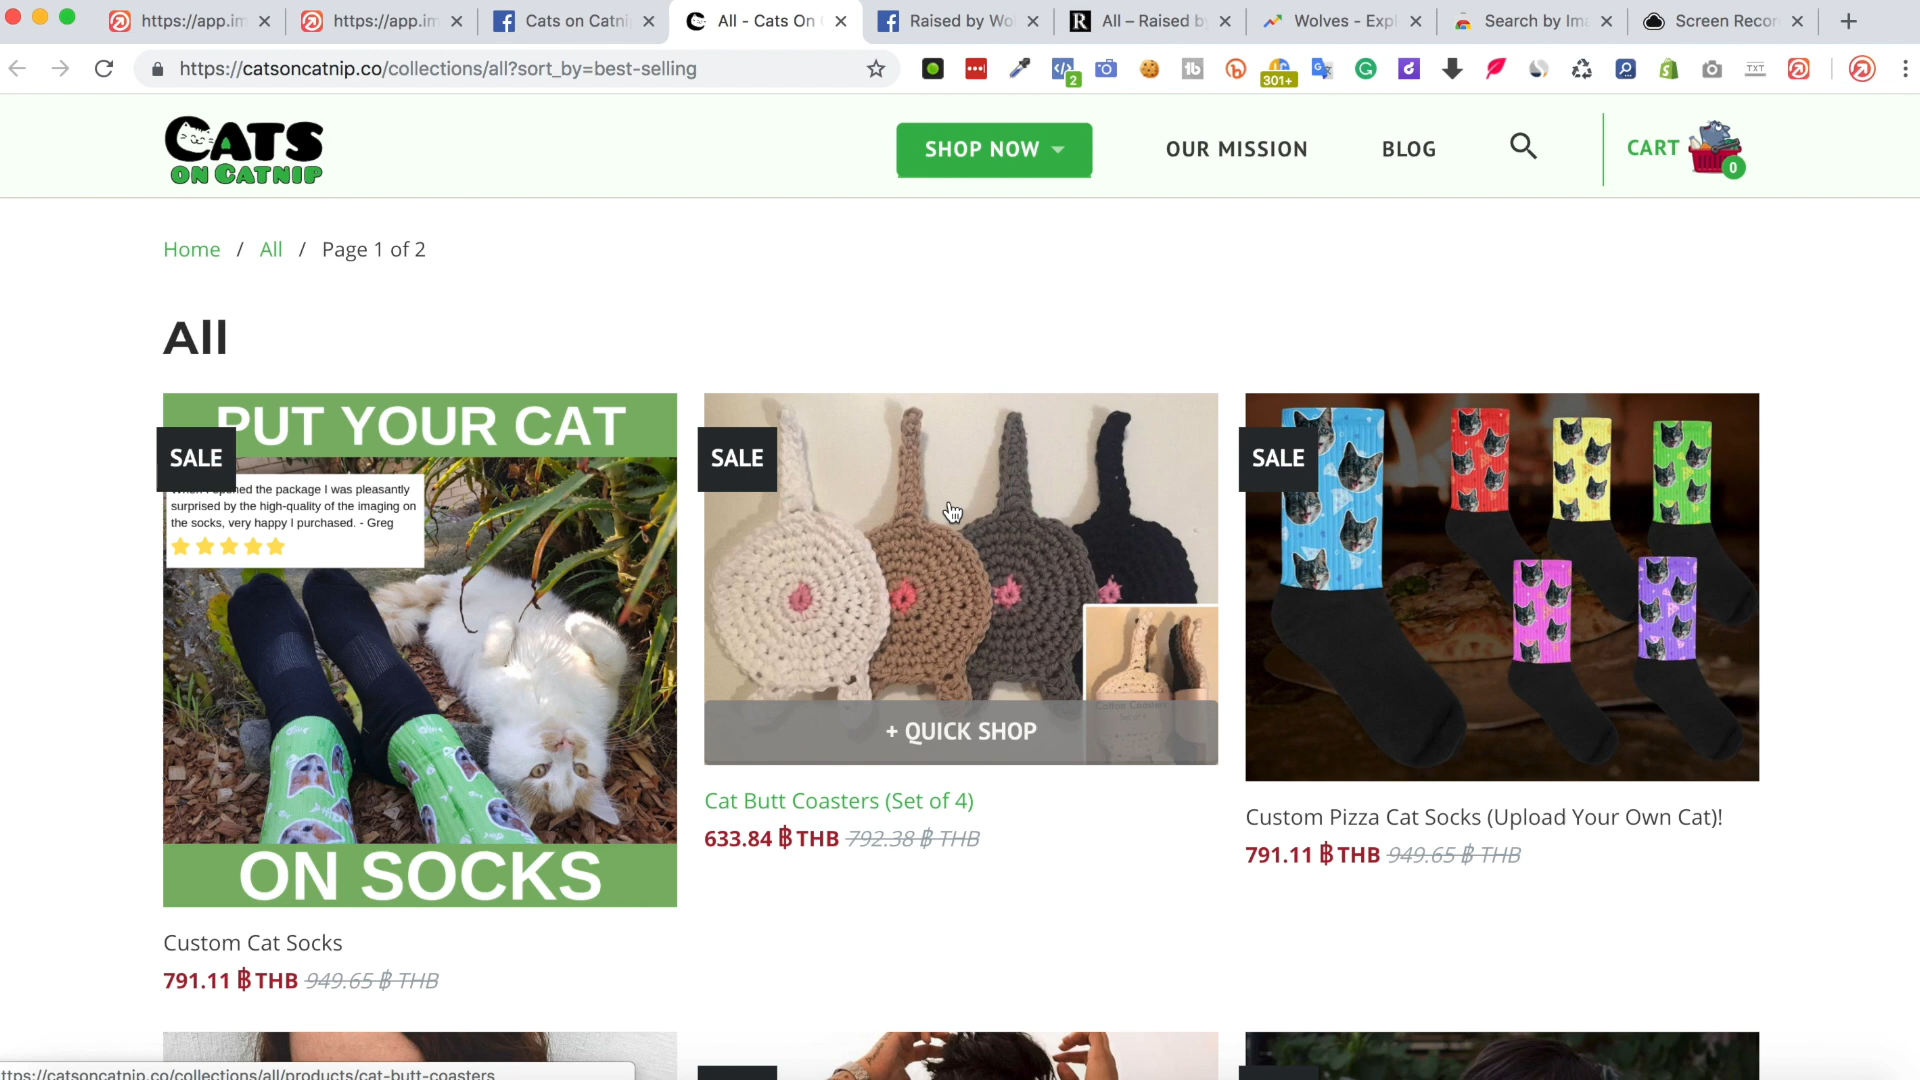 https://app.im
https://app.im
Cats on Catni
All - Cats On
Raised by Wo
All – Raised b
Wolves - Expl
Search by Ima
Screen Recor
https://catsoncatnip.co/collections/all?sort_by=best-selling
2
301+
TXT
CATS
ON CATNIP
SHOP NOW
OUR MISSION
BLOG
CART
0
Home / All / Page 1 of 2
All
PUT YOUR CAT
SALE
opened the package I was pleasantly
surprised by the high-quality of the imaging on
the socks, very happy I purchased. - Greg
ON SOCKS
Custom Cat Socks
791.11 ฿ THB 949.65 ฿ THB
SALE
+ QUICK SHOP
Cat Butt Coasters (Set of 4)
633.84 ฿ THB 792.38 ฿ THB
SALE
Custom Pizza Cat Socks (Upload Your Own Cat)!
791.11 ฿ THB 949.65 ฿ THB
ttps://catsoncatnip.co/collections/all/products/cat-butt-coasters